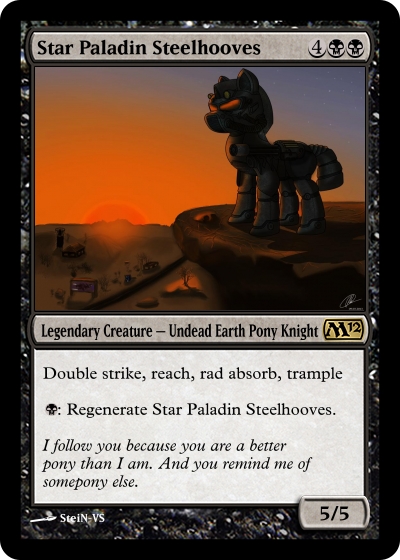 Star Paladin Steelhooves 4
Legendary Creature — Undead Earth Pony Knight M12
Double strike, reach, rad absorb, trample
: Regenerate Star Paladin Steelhooves.
I follow you because you are a better
pony than I am. And you remind me of
somepony else.
5/5
SteiN-VS